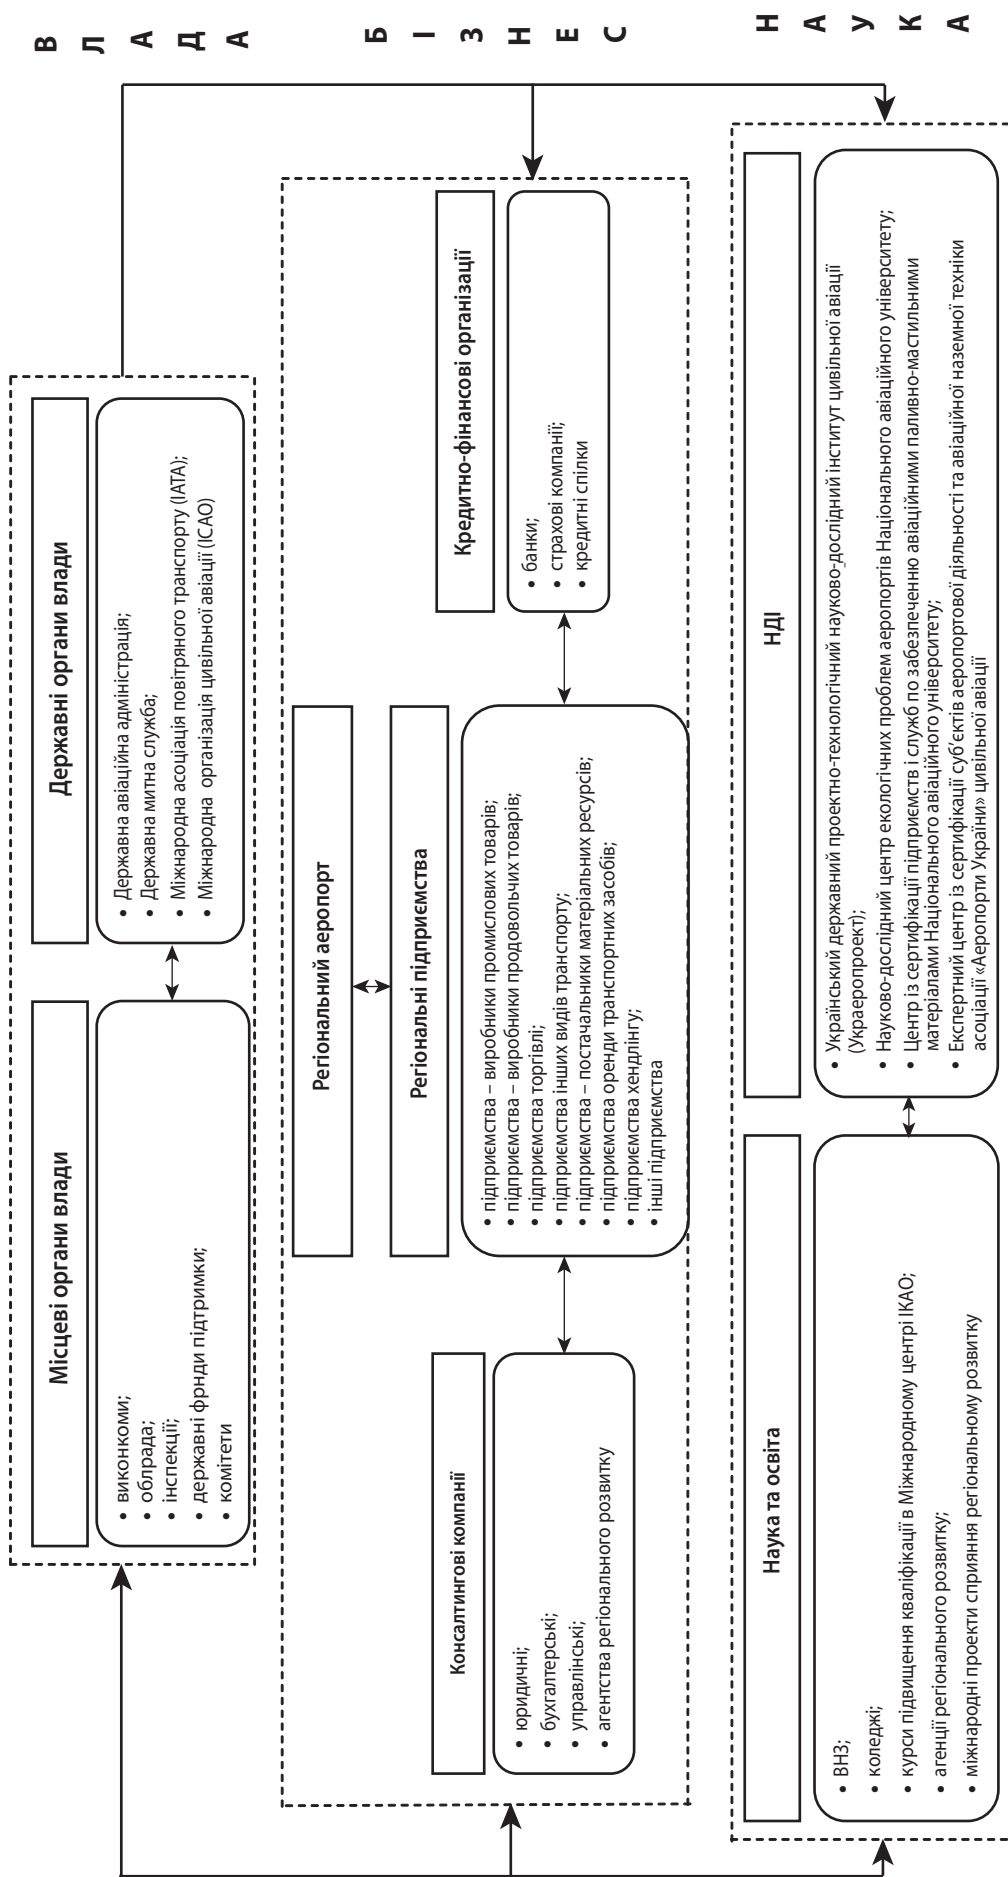 ВЛАДА
Місцеві органи влади
• виконкоми;
• облрада;
• інспекції;
• державні фрнди підтримки;
• комітети
Державні органи влади
• Державна авіаційна адміністрація;
• Державна митна служба;
• Міжнародна асоціація повітряного транспорту (ІАТА);
• Міжнародна організація цивільної авіації (ICAO)
БІЗНЕС
Консалтингові компанії
• юридичні;
• бухгалтерські;
• управлінські;
• агентства регіонального розвитку
Регіональний аеропорт
Регіональні підприємства
• підприємства – виробники промислових товарів;
• підприємства – виробники продовольчих товарів;
• підприємства торгівлі;
• підприємства інших видів транспорту;
• підприємства – постачальники матеріальних ресурсів;
• підприємства оренди транспортних засобів;
• підприємства хендлінгу;
• інші підприємства
Кредитно-фінансові організації
• банки;
• страхові компанії;
• кредитні спілки
НАУКА
Наука та освіта
• ВНЗ;
• коледжі;
• курси підвищення кваліфікації в Міжнародному центрі ІКАО;
• агенції регіонального розвитку;
• міжнародні проекти сприяння регіональному розвитку
НДІ
• Український державний проектно-технологічний науково-дослідний інститут цивільної авіації
(Украеропроект);
• Науково-дослідний центр екологічних проблем аеропортів Національного авіаційного університету;
• Центр із сертифікації підприємств і служб по забезпеченню авіаційними паливно-мастильними
матеріалами Національного авіаційного університету;
• Експертний центр із сертифікації суб’єктів аеропортової діяльності та авіаційної наземної техніки
асоціації «Аеропорти України» цивільної авіації